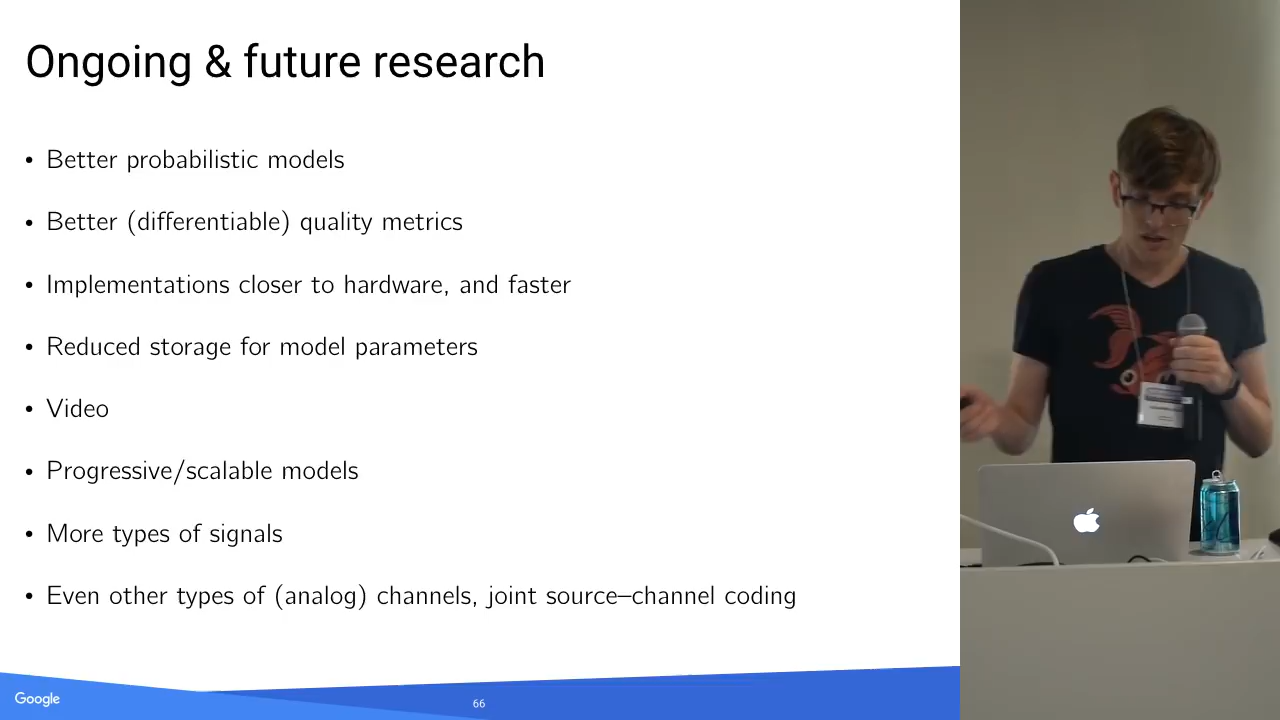 Ongoing & future research
• Better probabilistic models
• Better (differentiable) quality metrics
• Implementations closer to hardware, and faster
• Reduced storage for model parameters
• Video
• Progressive/scalable models
• More types of signals
• Even other types of (analog) channels, joint source–channel coding
Google
66